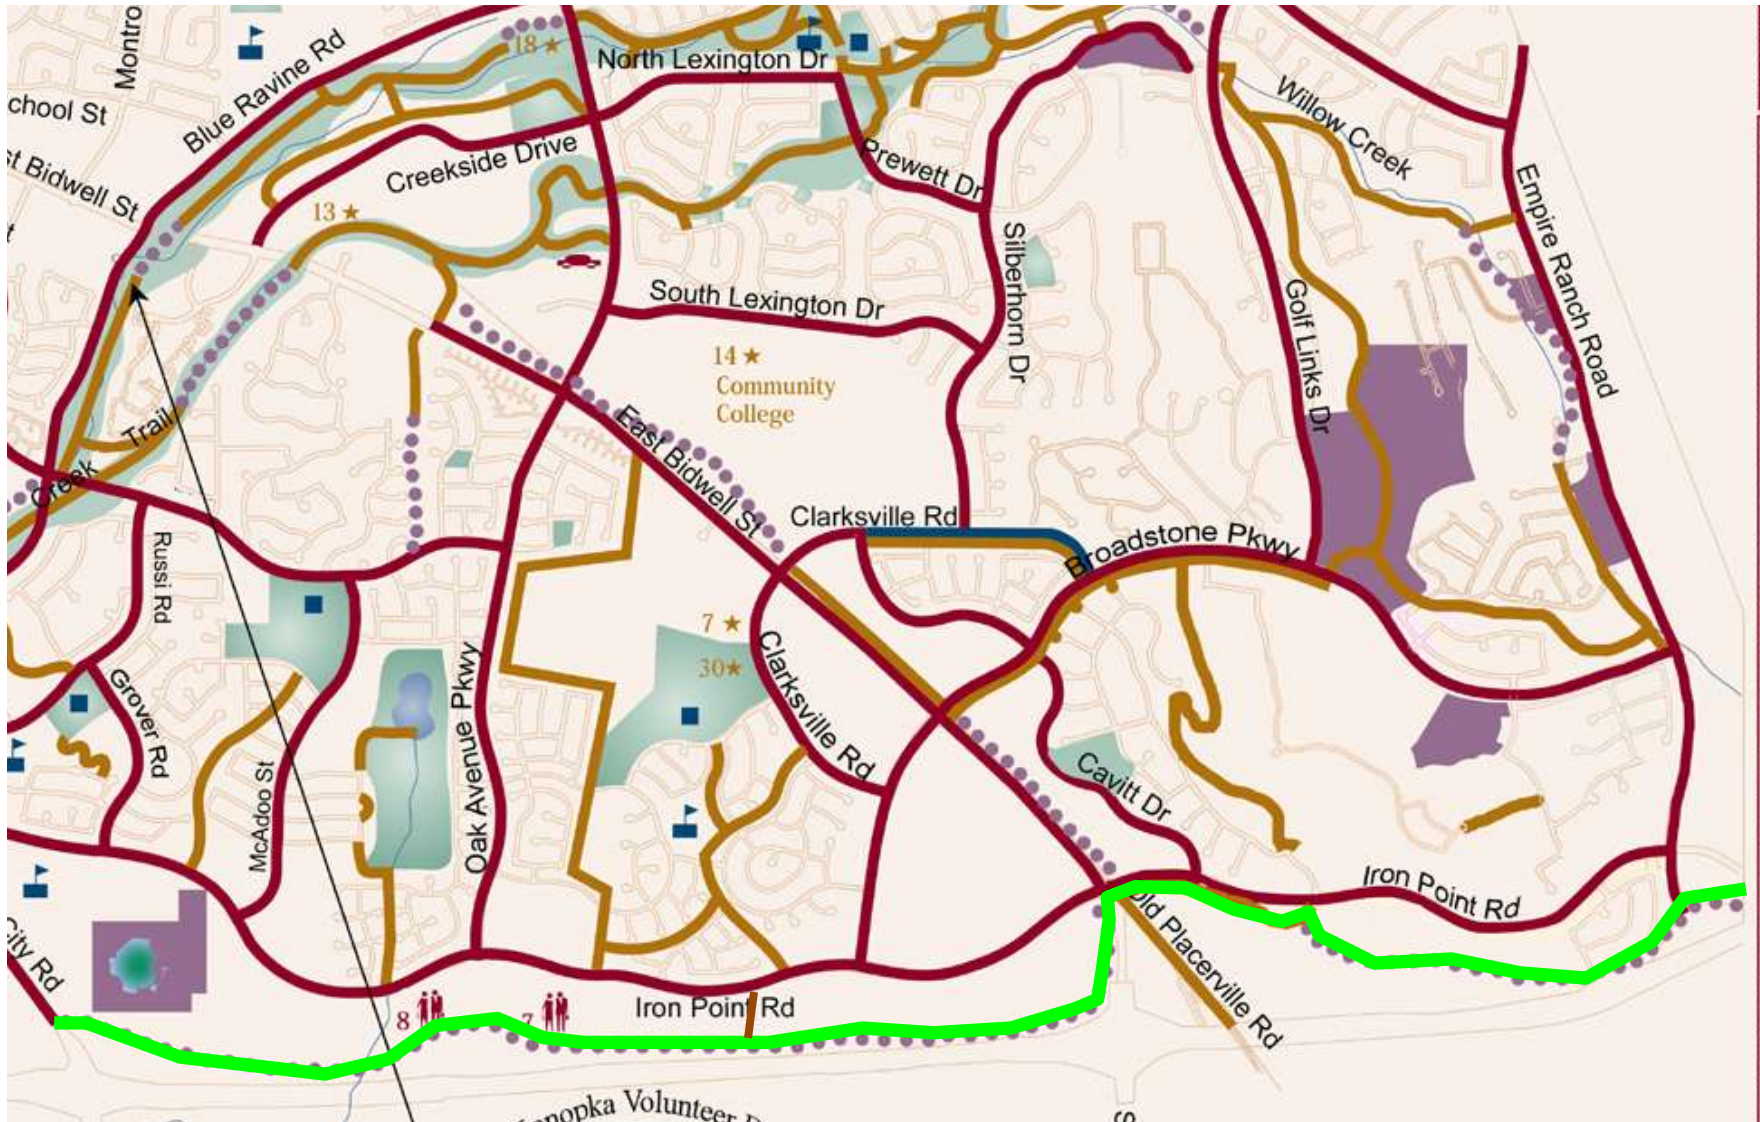 Montro
Blue Ravine Rd
18
North Lexington Dr
Willow Creek
chool St
st Bidwell St
Creekside Drive
Prewett Dr
13
Empire Ranch Road
Silberhorn Dr
Golf Links Dr
South Lexington Dr
14
Community
College
Creek
Trail
East Bidwell St
Clarksville Rd
Broadstone Pkwy
Russi Rd
7
30
Clarksville Rd
Grover Rd
Oak Avenue Pkwy
McAdoo St
Cavitt Dr
Iron Point Rd
City Rd
Old Placerville Rd
8
7
Iron Point Rd
Volunteer